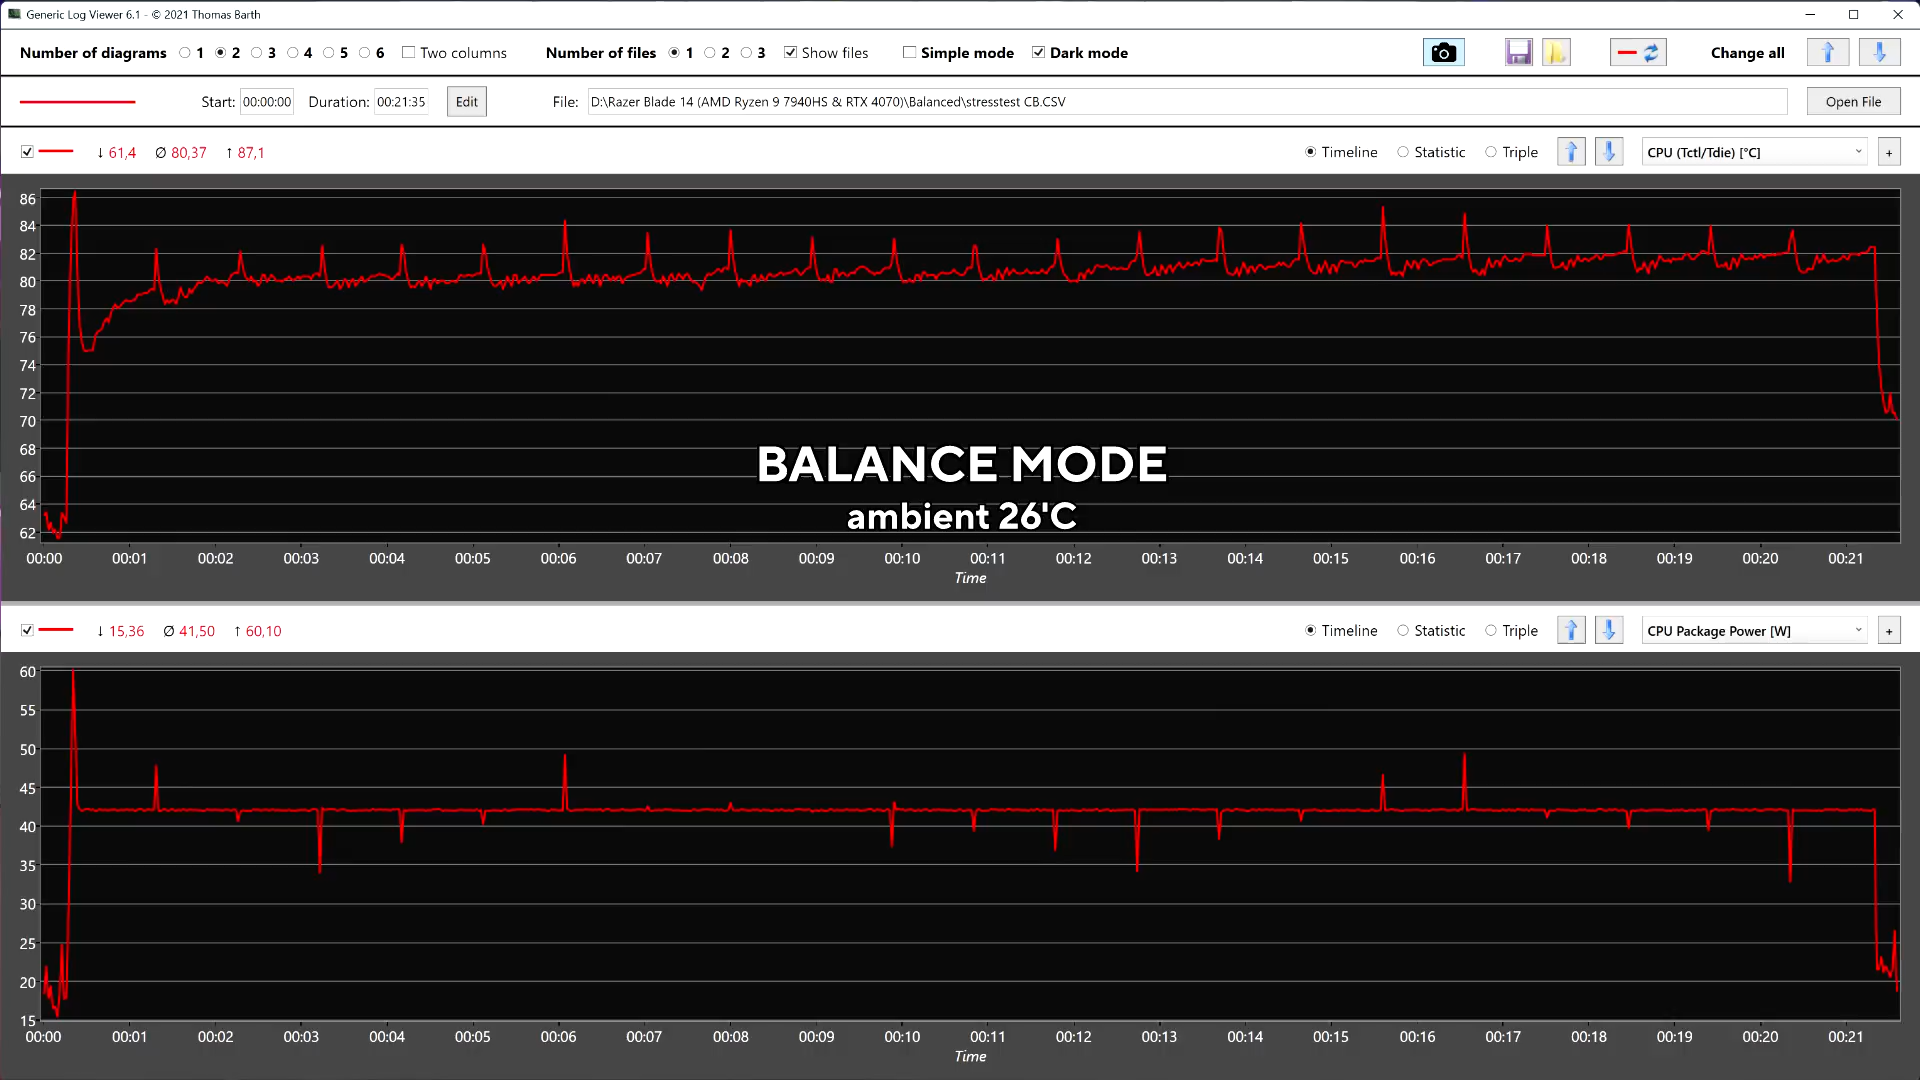 Generic Log Viewer 6.1 - © 2021 Thomas Barth
Number of diagrams 1 2 3 4 5 6 Two columns Number of files 1 2 3 Show files Simple mode Dark mode Change all
Start: 00:00:00 Duration: 00:21:35 Edit File: D:\Razer Blade 14 (AMD Ryzen 9 7940HS & RTX 4070)\Balanced\stresstest CB.CSV Open File
↓ 61,4 Ø 80,37 ↑ 87,1 Timeline Statistic Triple CPU (Tctl/Tdie) [°C] +
86
84
82
80
78
76
74
72
70
68
66
64
62
BALANCE MODE
ambient 26'C
00:00 00:01 00:02 00:03 00:04 00:05 00:06 00:07 00:08 00:09 00:10 00:11 00:12 00:13 00:14 00:15 00:16 00:17 00:18 00:19 00:20 00:21
Time
↓ 15,36 Ø 41,50 ↑ 60,10 Timeline Statistic Triple CPU Package Power [W] +
60
55
50
45
40
35
30
25
20
15
00:00 00:01 00:02 00:03 00:04 00:05 00:06 00:07 00:08 00:09 00:10 00:11 00:12 00:13 00:14 00:15 00:16 00:17 00:18 00:19 00:20 00:21
Time